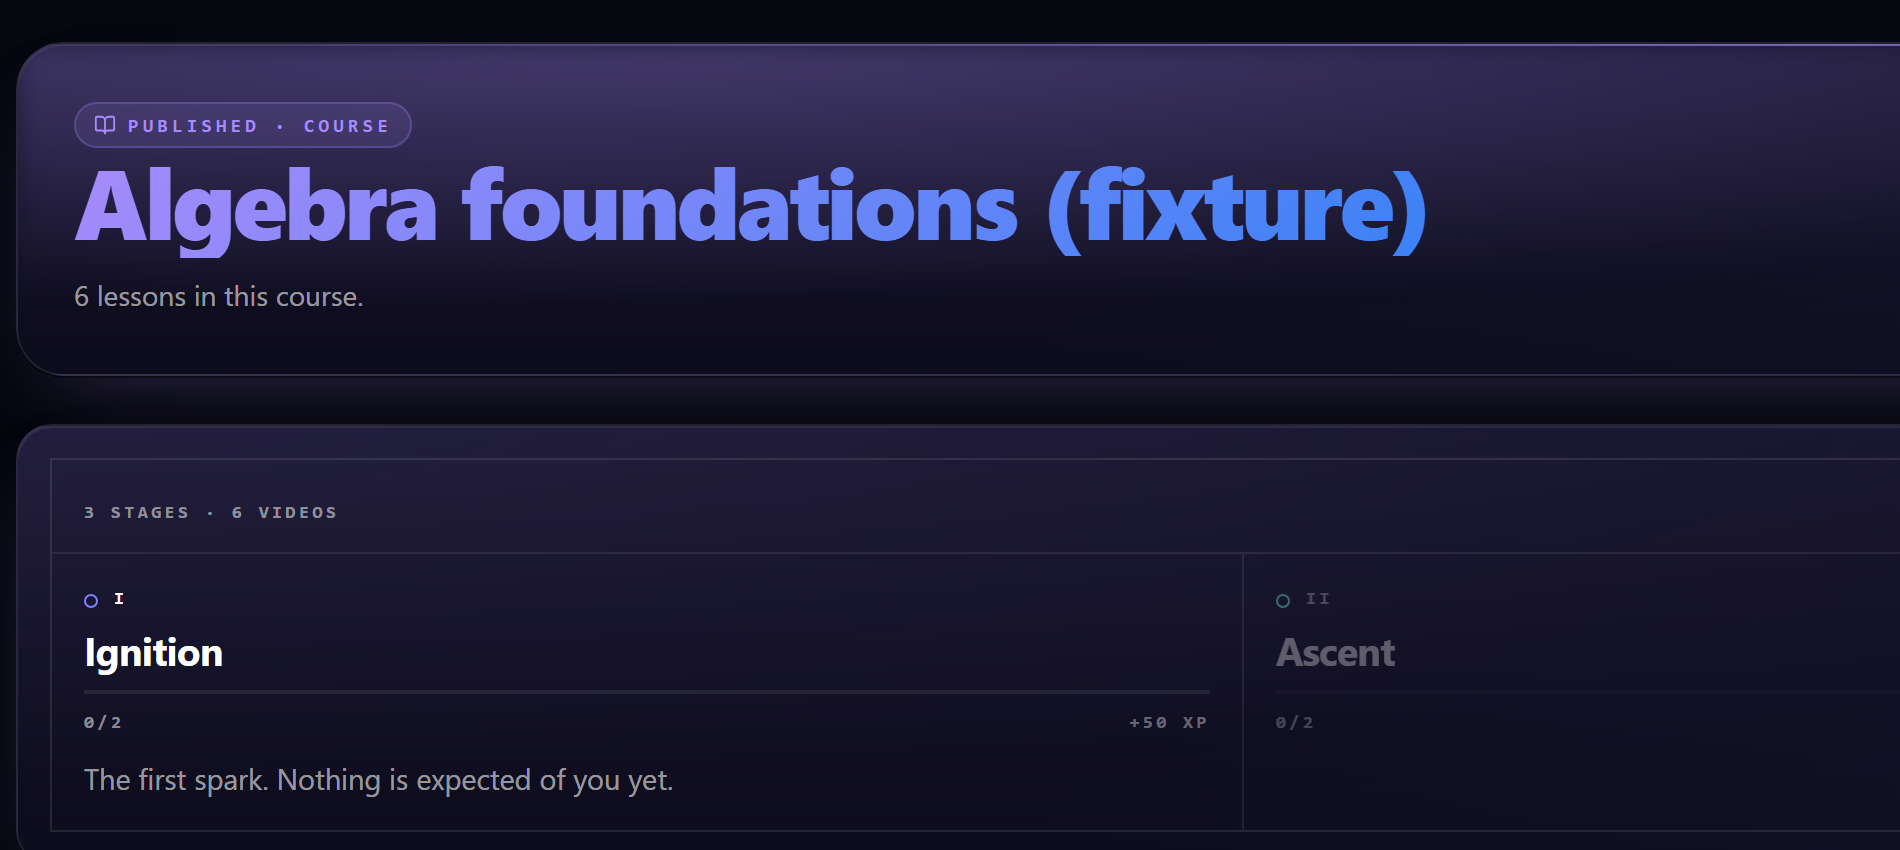 PUBLISHED · COURSE
Algebra foundations (fixture)
6 lessons in this course.
3 STAGES · 6 VIDEOS
I
Ignition
0/2
+50 XP
The first spark. Nothing is expected of you yet.
II
Ascent
0/2